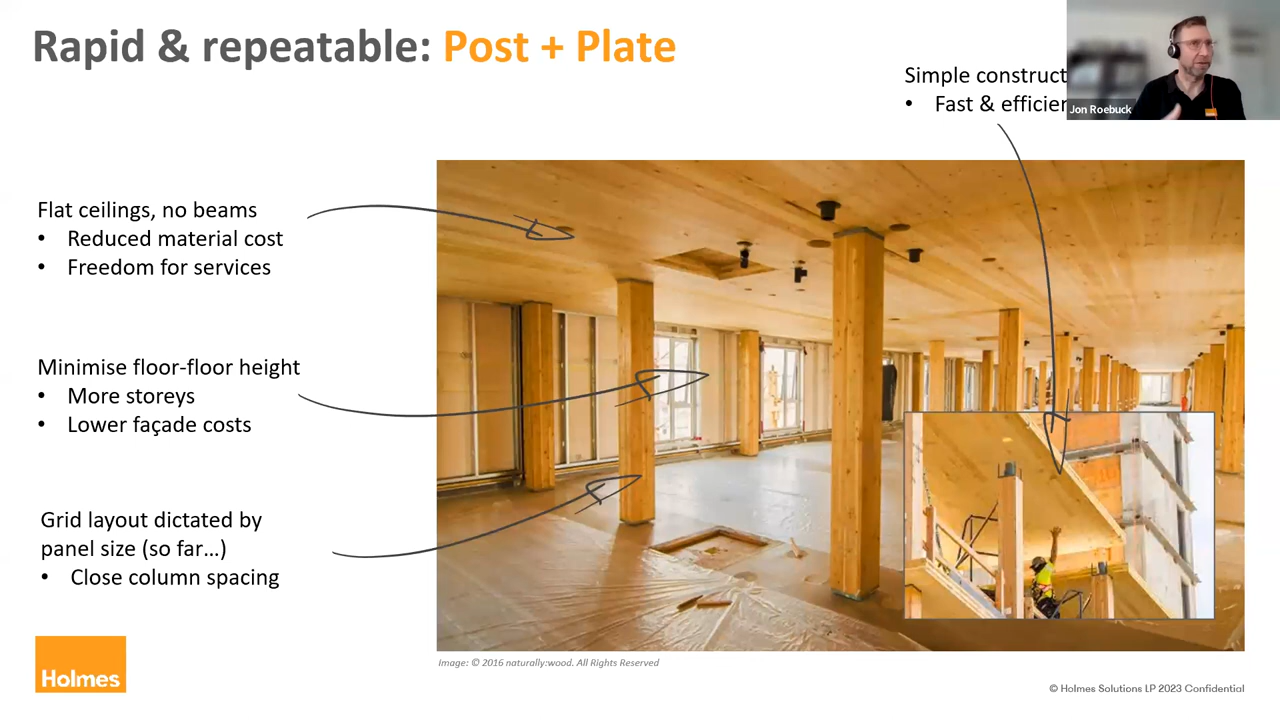 Rapid & repeatable: Post + Plate
Simple
• Fast &
Jon Roebuck
Flat ceilings, no beams
• Reduced material cost
• Freedom for services
Minimise floor-floor height
• More storeys
• Lower façade costs
Grid layout dictated by
panel size (so far...)
• Close column spacing
Holmes
Image: © 2016 naturally:wood. All Rights Reserved
© Holmes Solutions LP 2023 Confidential